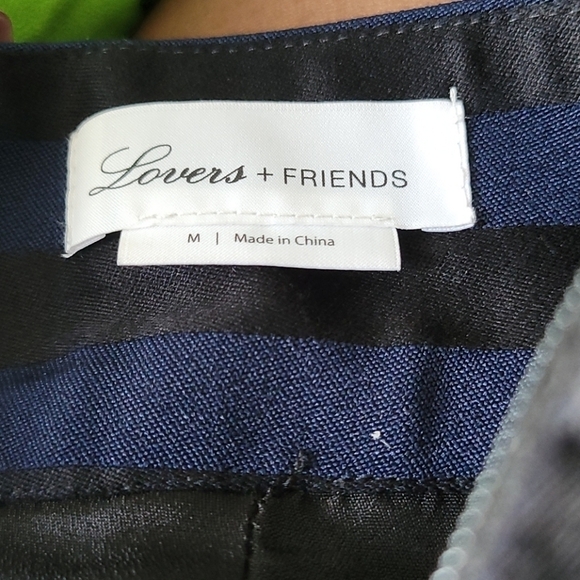 Lovers + FRIENDS
M | Made in China